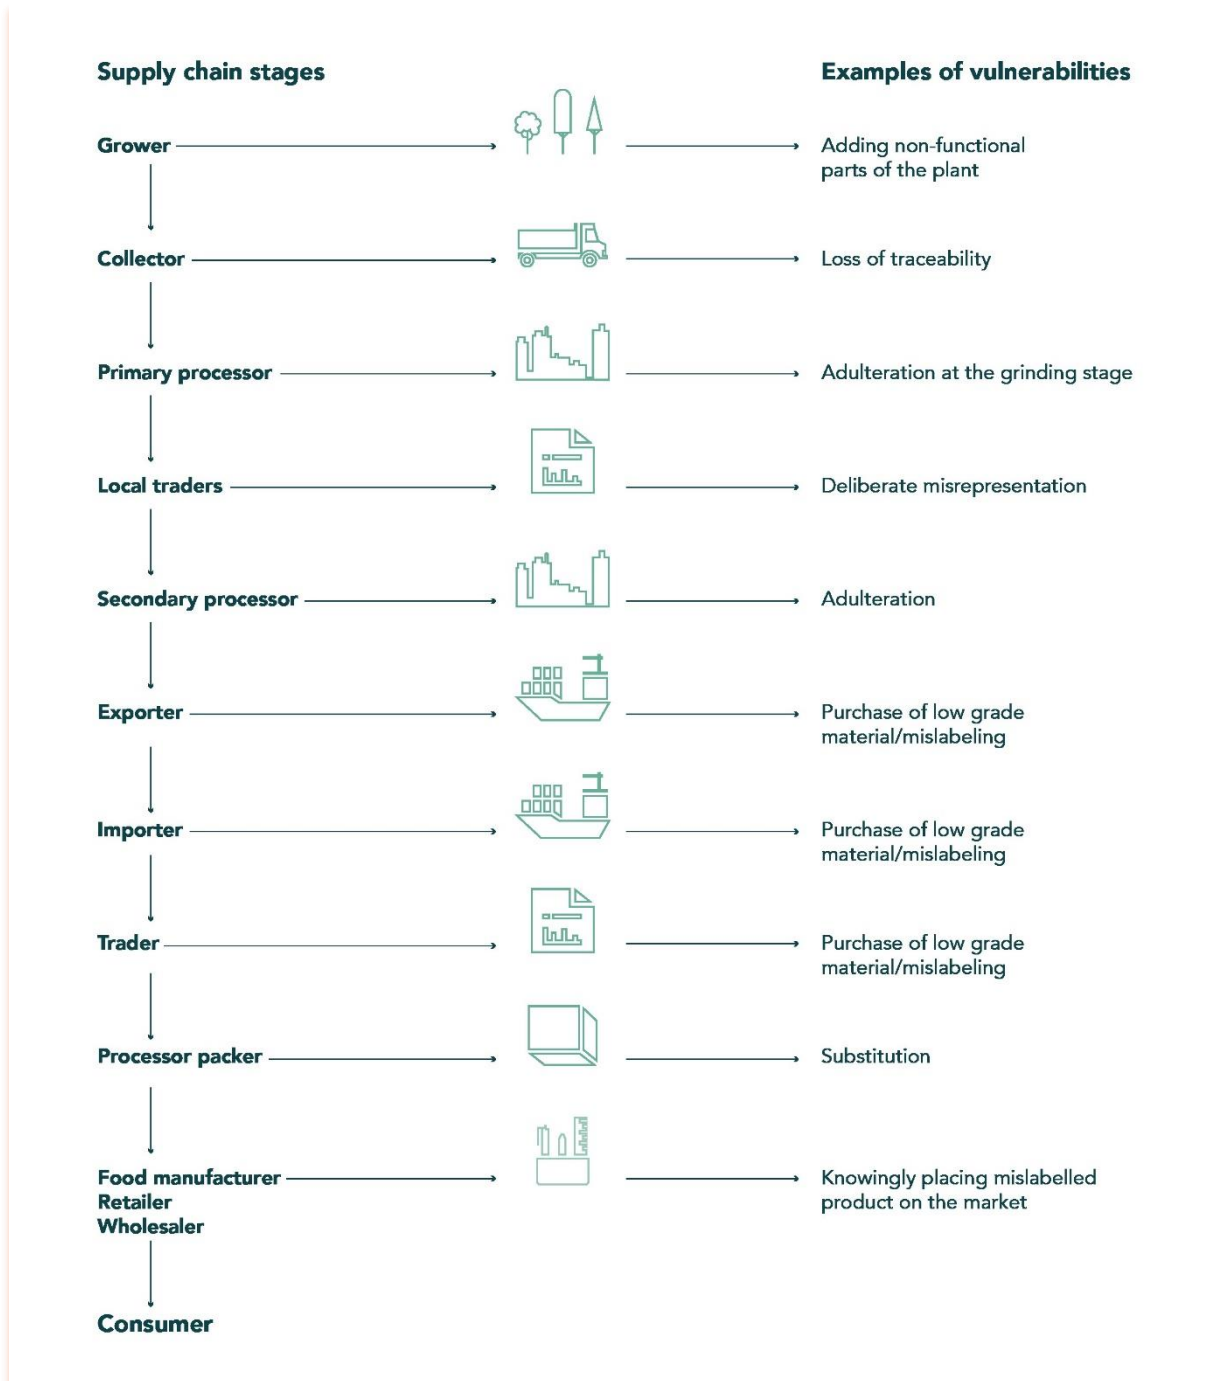 Supply chain stages
Examples of vulnerabilities
Grower
Adding non-functional
parts of the plant
Collector
Loss of traceability
Primary processor
Adulteration at the grinding stage
Local traders
Deliberate misrepresentation
Secondary processor
Adulteration
Exporter
Purchase of low grade
material/mislabeling
Importer
Purchase of low grade
material/mislabeling
Trader
Purchase of low grade
material/mislabeling
Processor packer
Substitution
Food manufacturer
Retailer
Wholesaler
Knowingly placing mislabelled
product on the market
Consumer